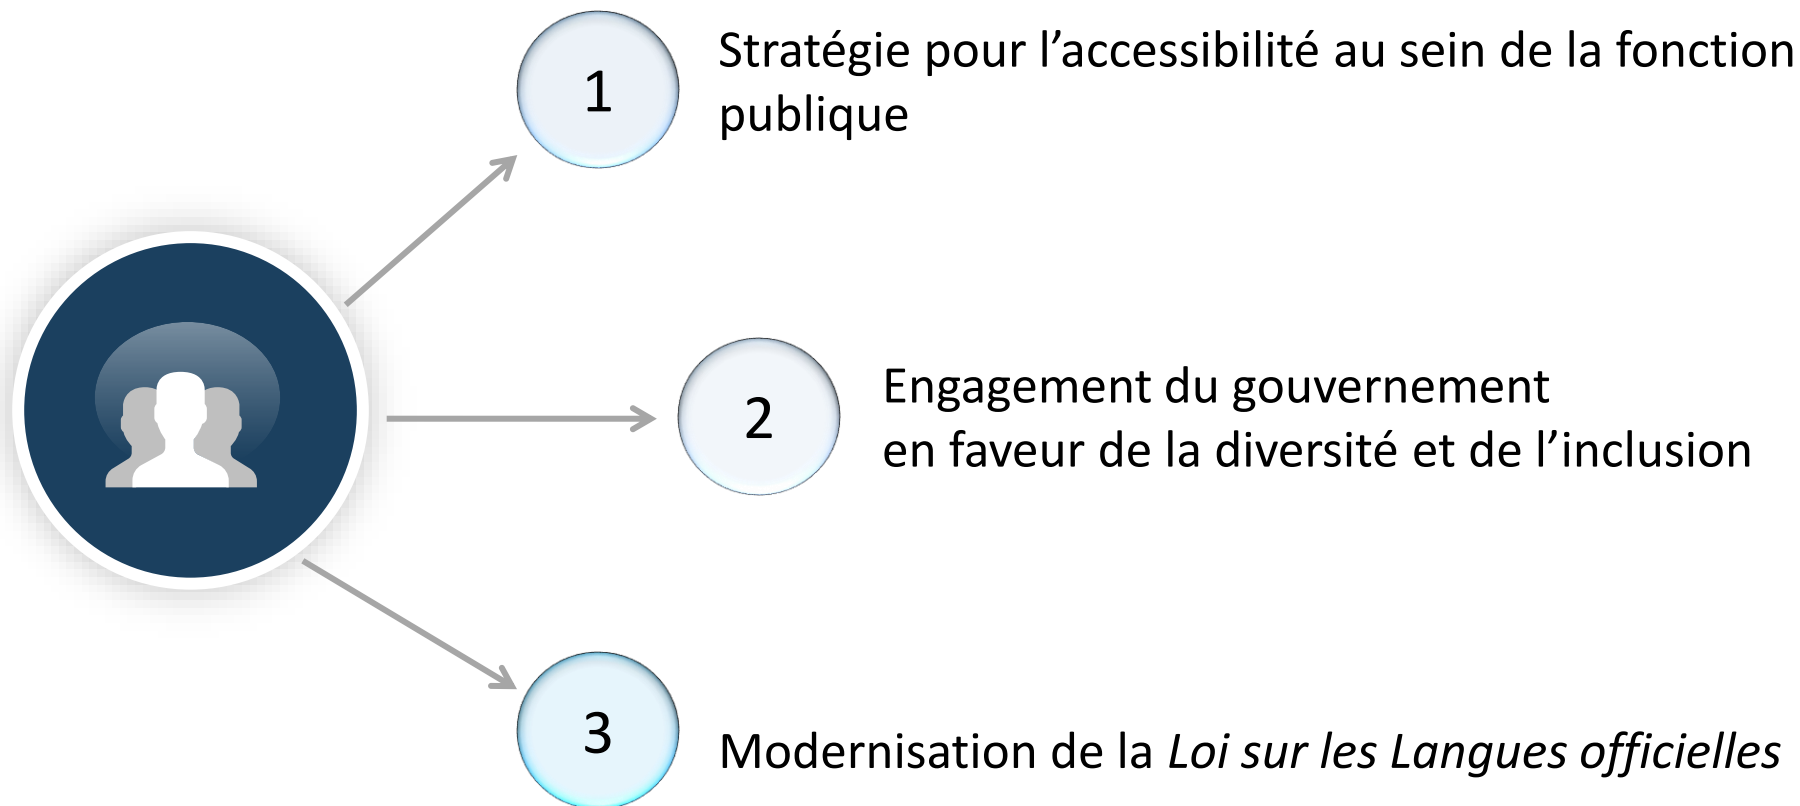 1
Stratégie pour l’accessibilité au sein de la fonction
publique
2
Engagement du gouvernement
en faveur de la diversité et de l’inclusion
3
Modernisation de la Loi sur les Langues officielles